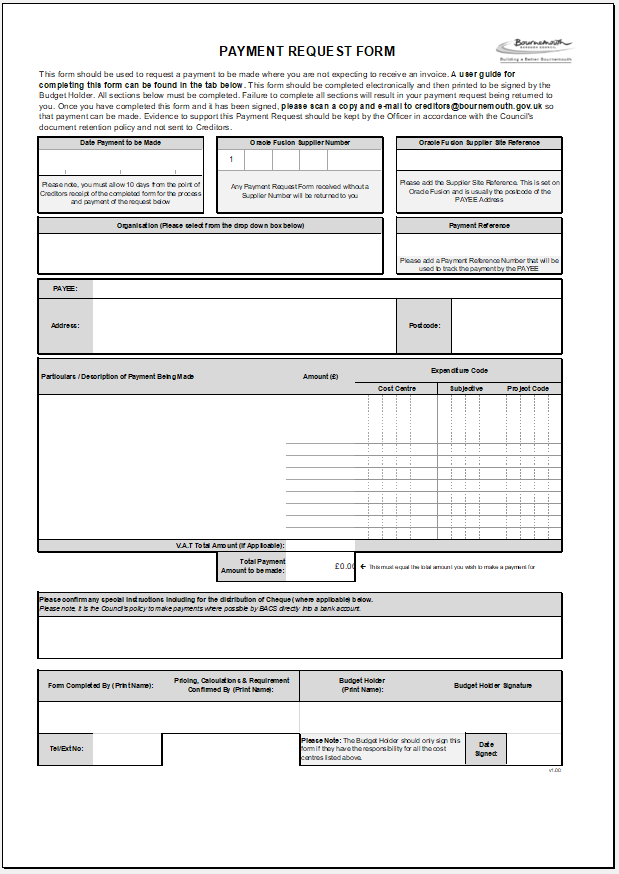 PAYMENT REQUEST FORM
Bournemouth
BOROUGH COUNCIL
Building a Better Bournemouth
This form should be used to request a payment to be made where you are not expecting to receive an invoice. A user guide for
completing this form can be found in the tab below. This form should be completed electronically and then printed to be signed by the
Budget Holder. All sections below must be completed. Failure to complete all sections will result in your payment request being returned to
you. Once you have completed this form and it has been signed, please scan a copy and e-mail to creditors@bournemouth.gov.uk so
that payment can be made. Evidence to support this Payment Request should be kept by the Officer in accordance with the Council's
document retention policy and not sent to Creditors.
Date Payment to be Made
Please note, you must allow 10 days from the point of
Creditors receipt of the completed form for the process
and payment of the request below
Oracle Fusion Supplier Number
1
Any Payment Request Form received without a
Supplier Number will be returned to you
Oracle Fusion Supplier Site Reference
Please add the Supplier Site Reference. This is set on
Oracle Fusion and is usually the postcode of the
PAYEE Address
Organisation (Please select from the drop down box below)
Payment Reference
Please add a Payment Reference Number that will be
used to track the payment by the PAYEE
PAYEE:
Address:
Postcode:
Particulars / Description of Payment Being Made
Amount (£)
Expenditure Code
Cost Centre
Subjective
Project Code
V.A.T Total Amount (If Applicable):
Total Payment
Amount to be made:
£0.00
← This must equal the total amount you wish to make a payment for
Please confirm any special instructions including for the distribution of Cheque (where applicable) below.
Please note, it is the Council's policy to make payments where possible by BACS directly into a bank account.
Form Completed By (Print Name):
Pricing, Calculations & Requirement
Confirmed By (Print Name):
Budget Holder
(Print Name):
Budget Holder Signature
Tel/Ext No:
Please Note: The Budget Holder should only sign this
form if they have the responsibility for all the cost
centres listed above.
Date
Signed:
v1.00